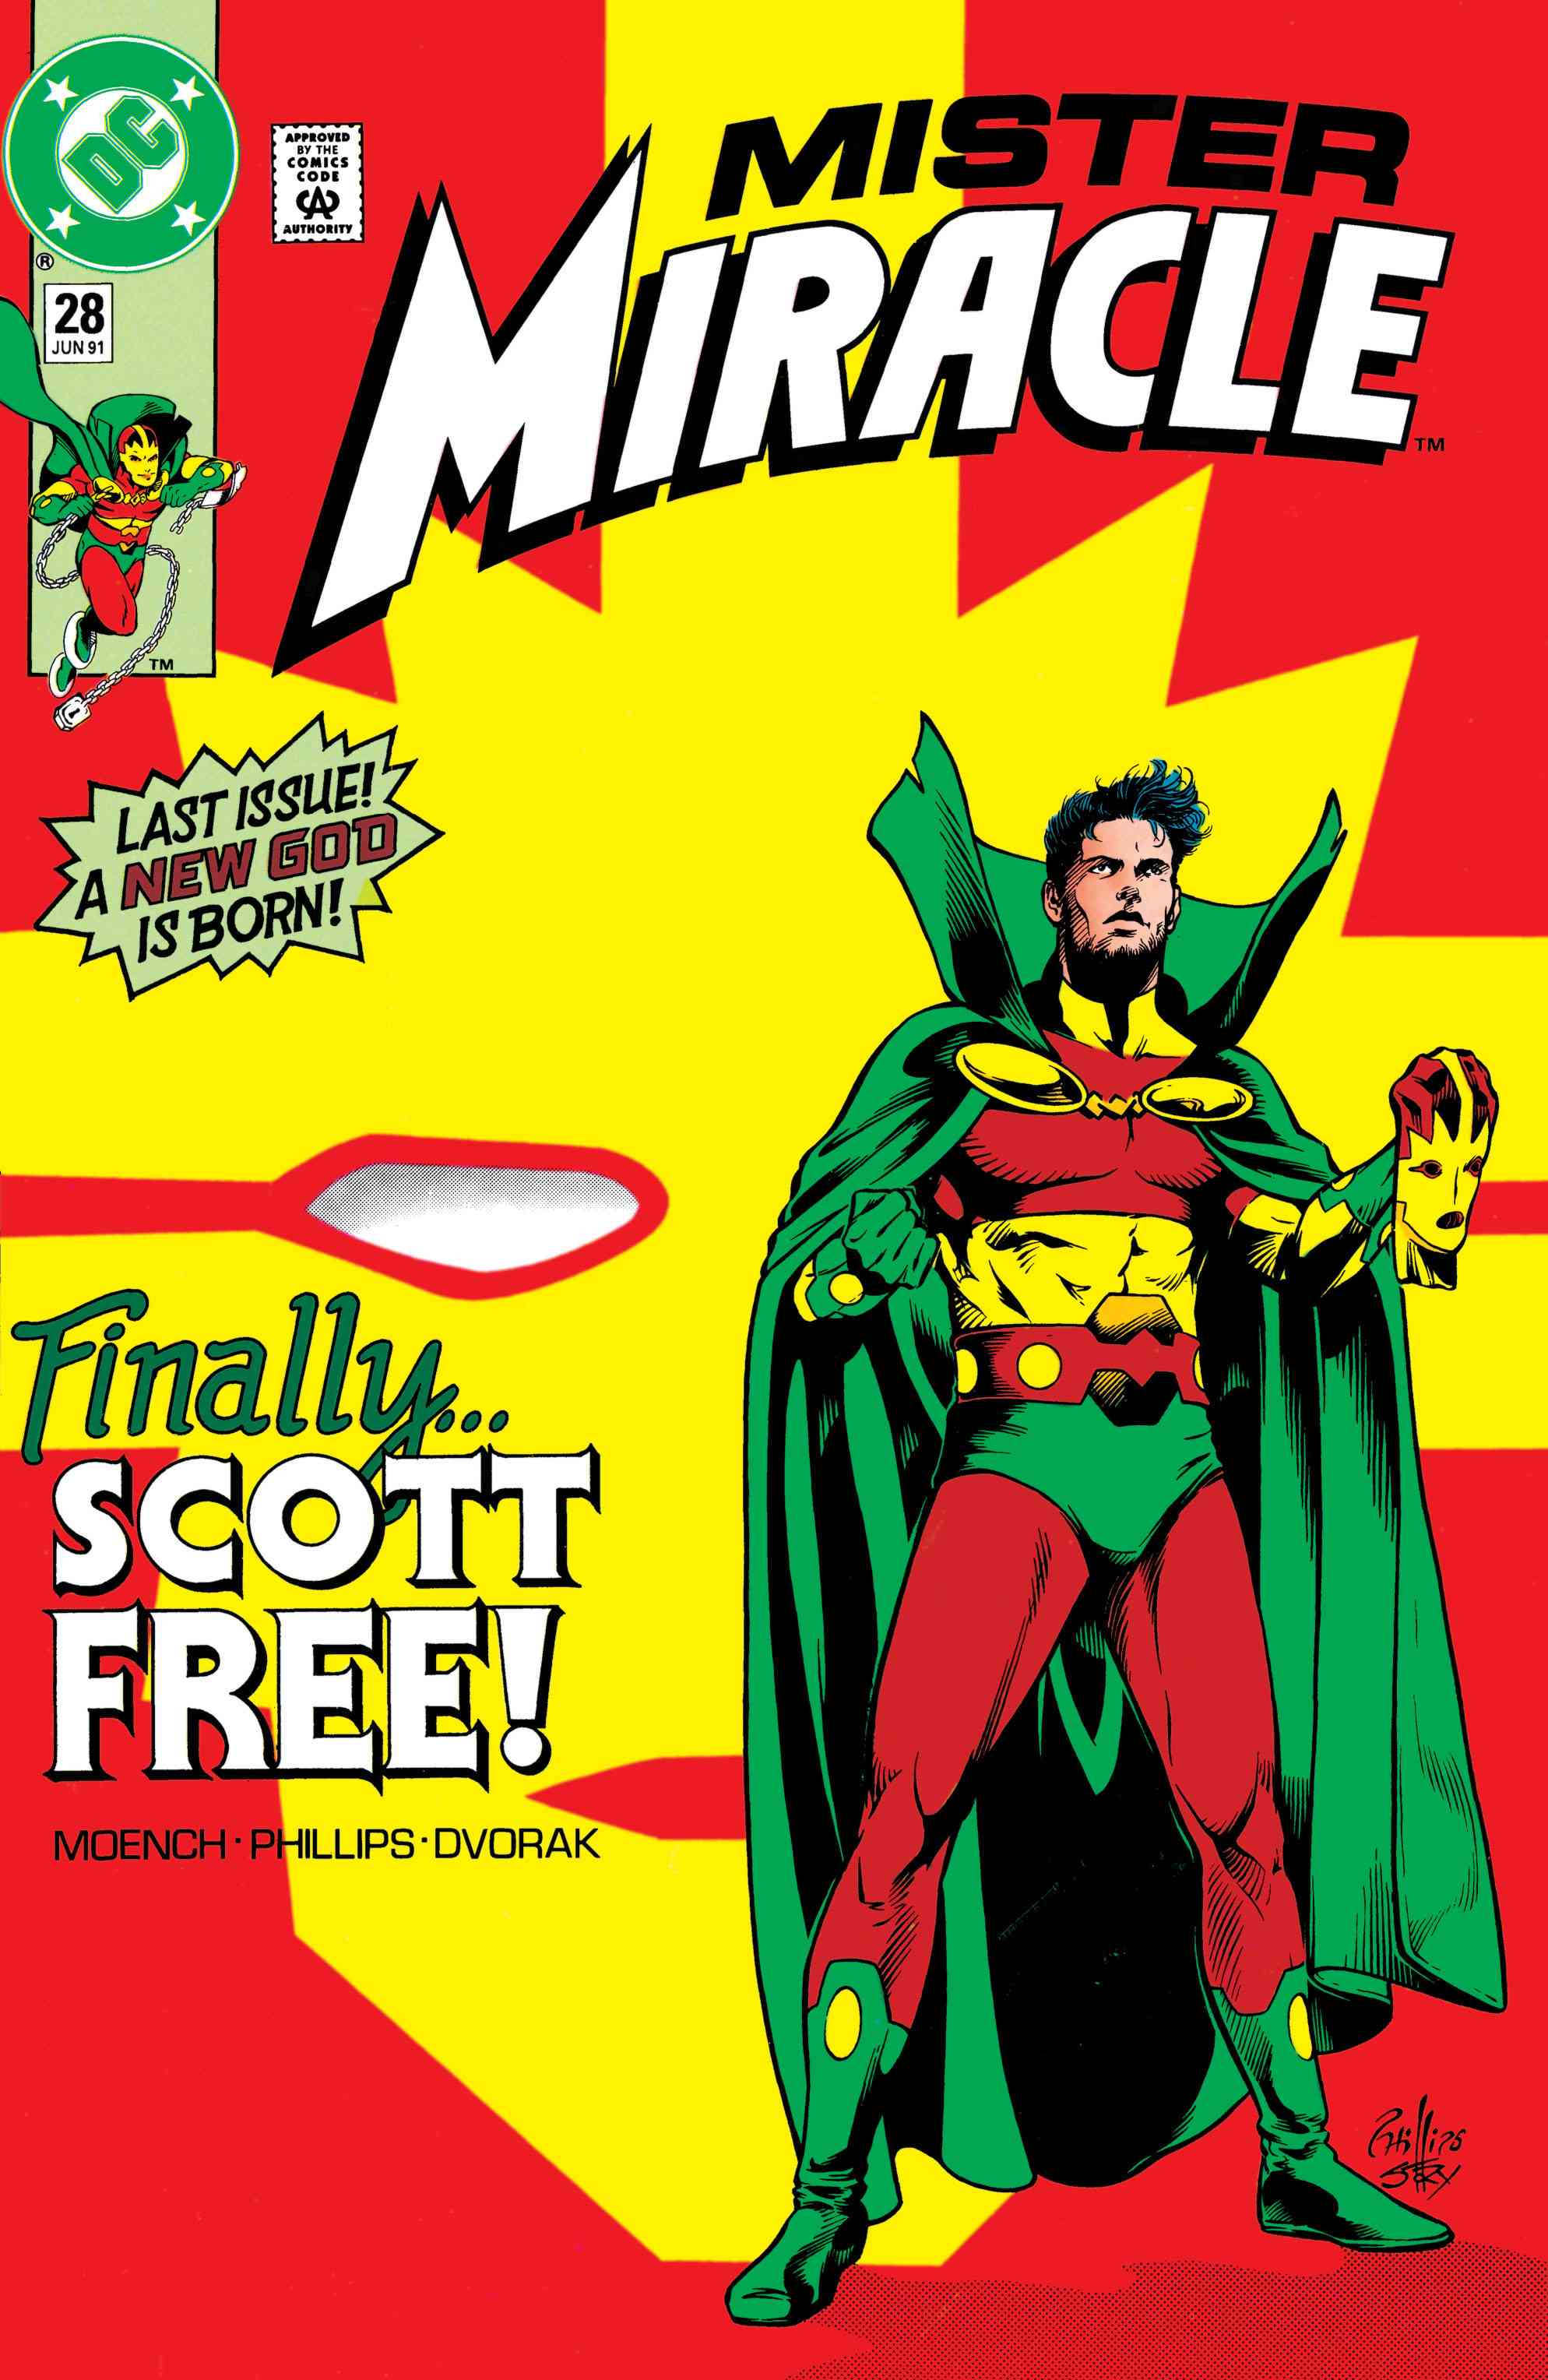 DC
®
28
JUN 91
TM
APPROVED
BY THE
COMICS
CODE
CA
AUTHORITY
MISTER
MIRACLE
TM
LAST ISSUE!
A NEW GOD
IS BORN!
Finally...
SCOTT
FREE!
MOENCH · PHILLIPS · DVORAK
Phillips